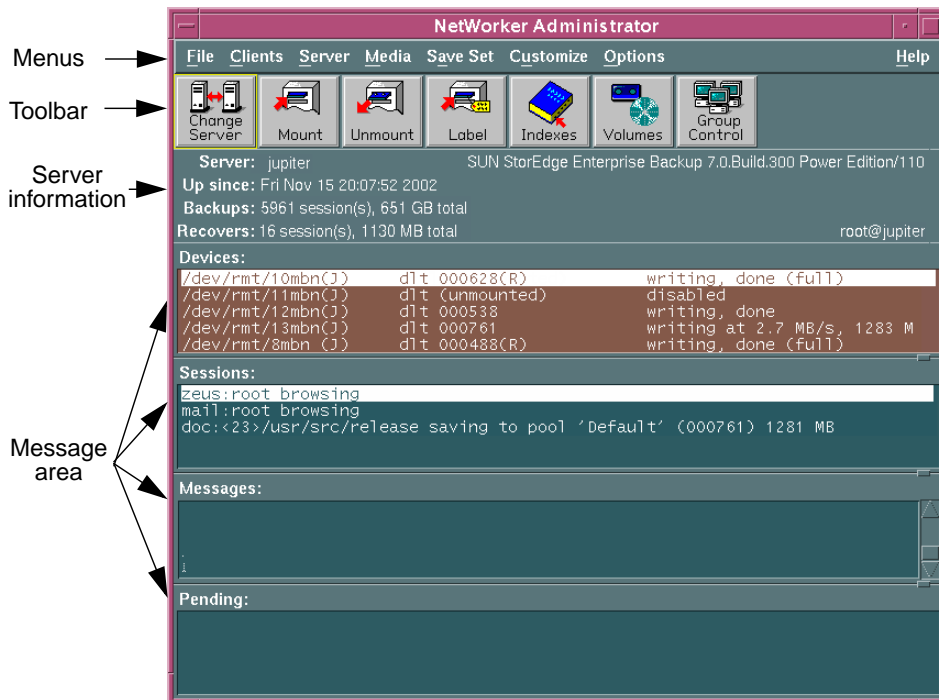 NetWorker Administrator
Menus
File Clients Server Media Save Set Customize Options Help
Toolbar
Change Server
Mount
Unmount
Label
Indexes
Volumes
Group Control
Server information
Server: jupiter SUN StorEdge Enterprise Backup 7.0.Build.300 Power Edition/110
Up since: Fri Nov 15 20:07:52 2002
Backups: 5961 session(s), 651 GB total
Recovers: 16 session(s), 1130 MB total root@jupiter
Devices:
/dev/rmt/10mbn(J) dlt 000628(R) writing, done (full)
/dev/rmt/11mbn(J) dlt (unmounted) disabled
/dev/rmt/12mbn(J) dlt 000538 writing, done
/dev/rmt/13mbn(J) dlt 000761 writing at 2.7 MB/s, 1283 M
/dev/rmt/8mbn (J) dlt 000488(R) writing, done (full)
Message area
Sessions:
zeus:root browsing
mail:root browsing
doc:<23>/usr/src/release saving to pool 'Default' (000761) 1281 MB
Messages:
Pending: